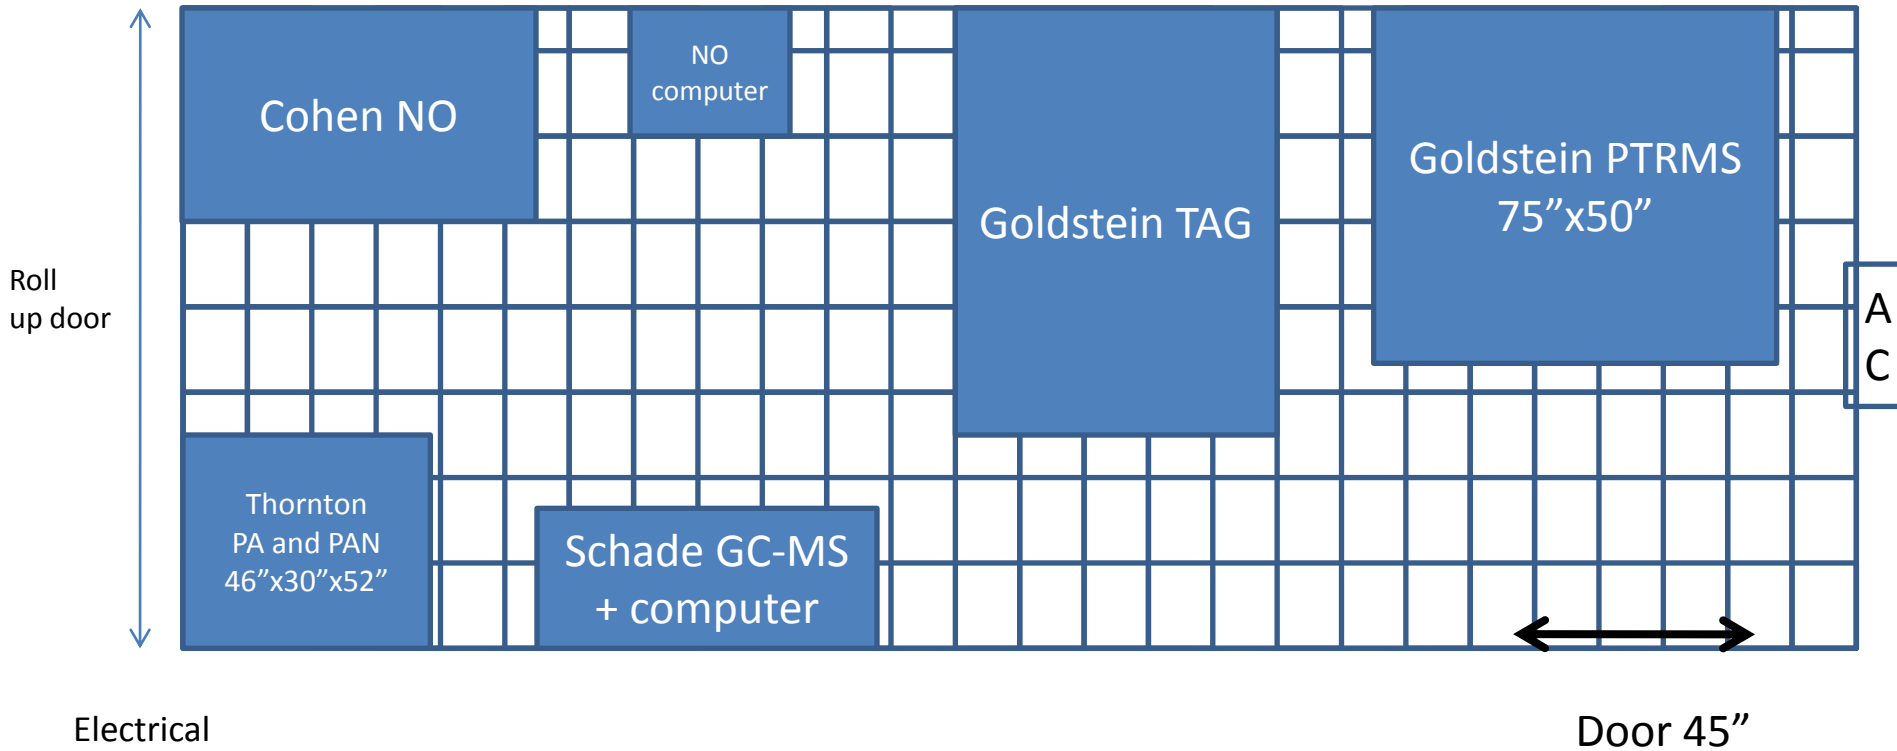 Cohen NO
NO
computer
Goldstein TAG
Goldstein PTRMS
75”x50”
Roll
up door
A
C
Thornton
PA and PAN
46”x30”x52”
Schade GC-MS
+ computer
Electrical
Door 45”